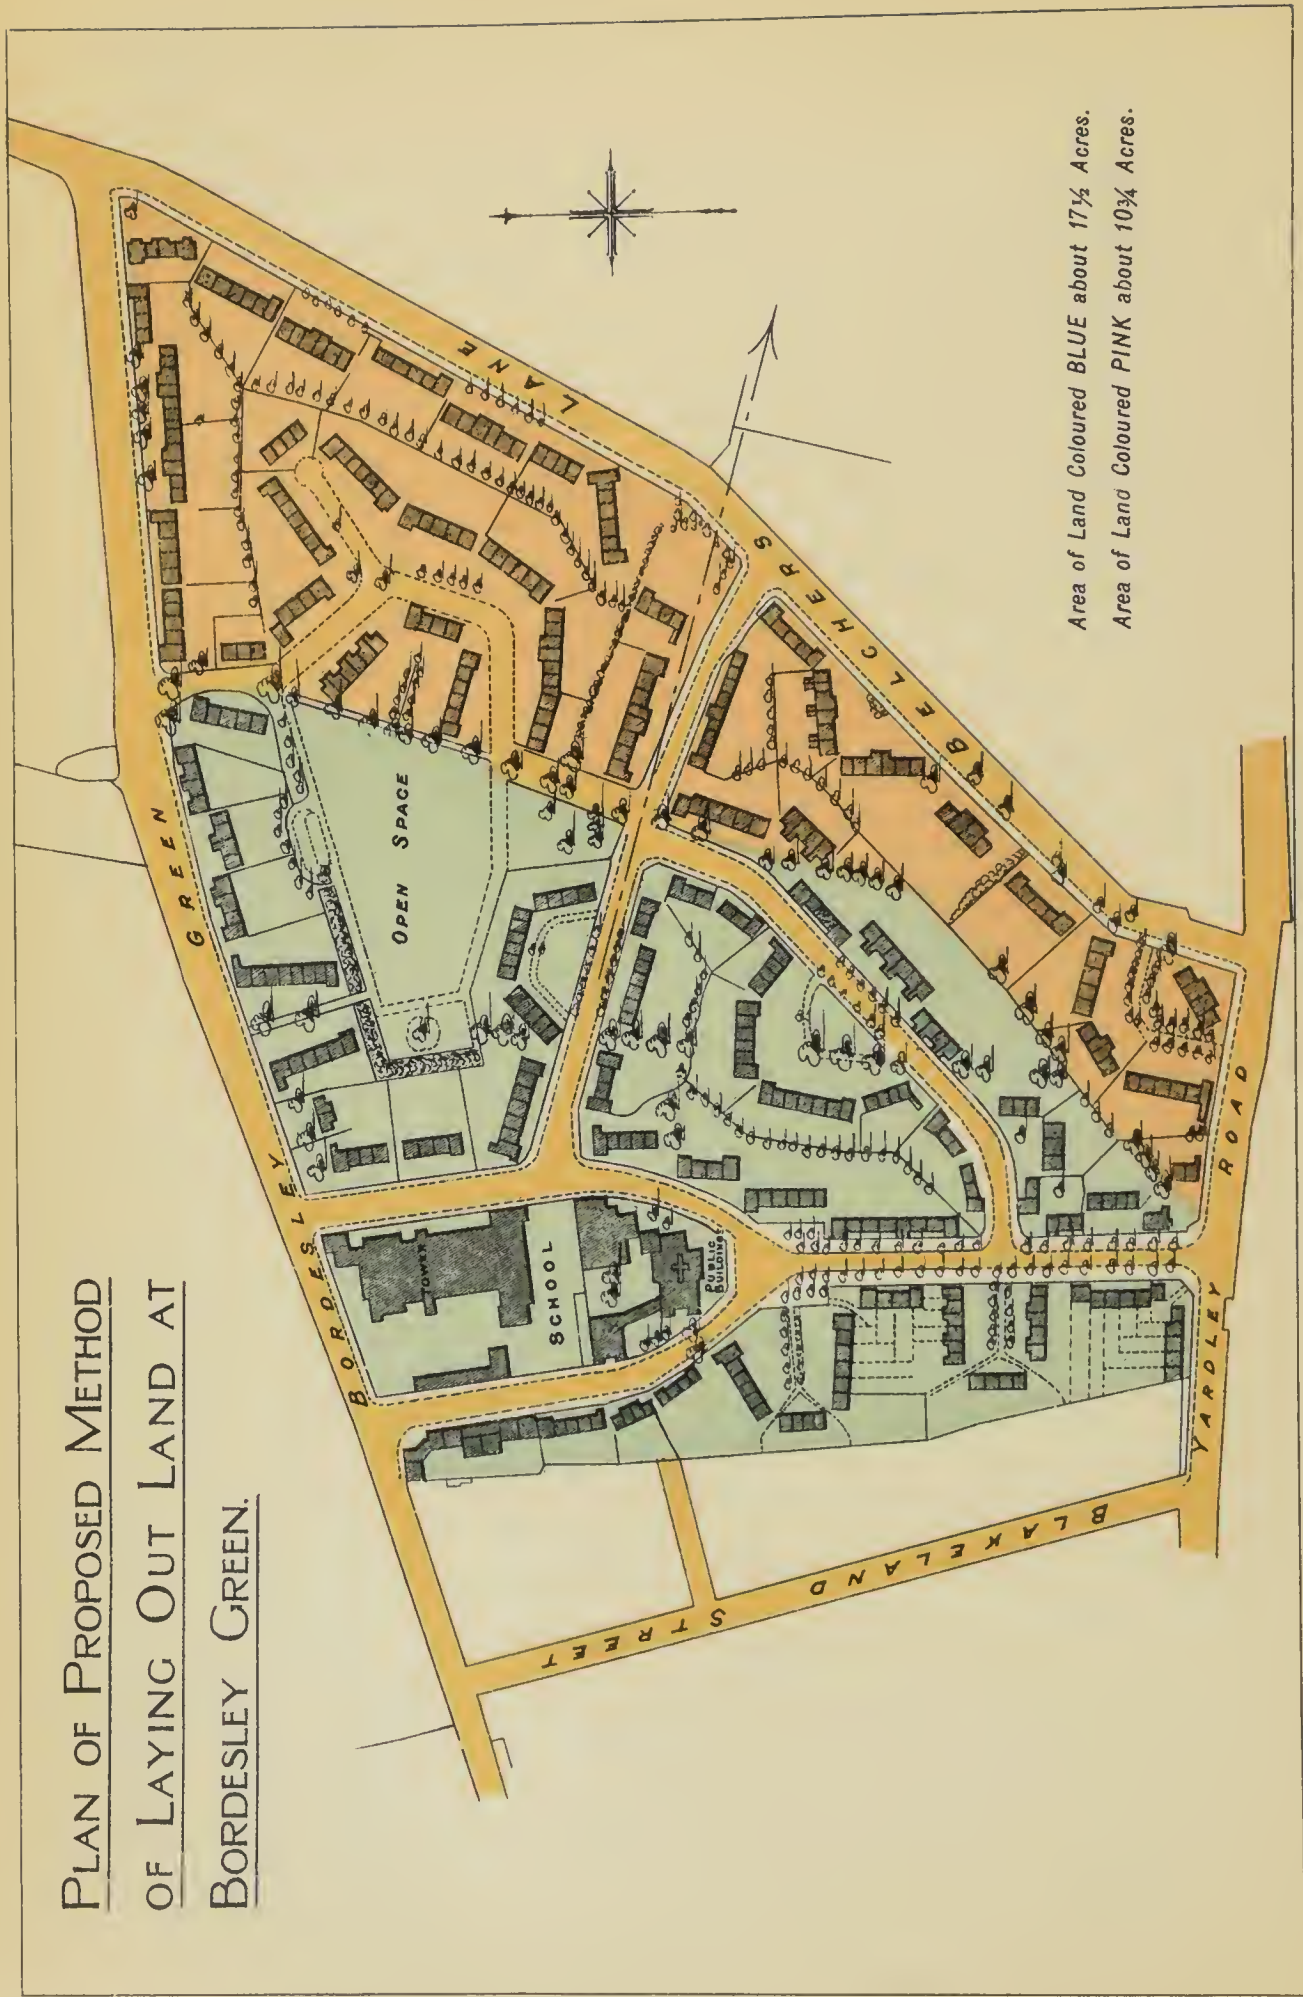 PLAN OF PROPOSED METHOD
OF LAYING OUT LAND AT
BORDESLEY GREEN.
BORDESLEY GREEN
BELCHERS LANE
OPEN SPACE
TOWER
SCHOOL
PUBLIC
BUILDINGS
BLAKELAND STREET
YARDLEY ROAD
Area of Land Coloured BLUE about 17½ Acres.
Area of Land Coloured PINK about 10¾ Acres.